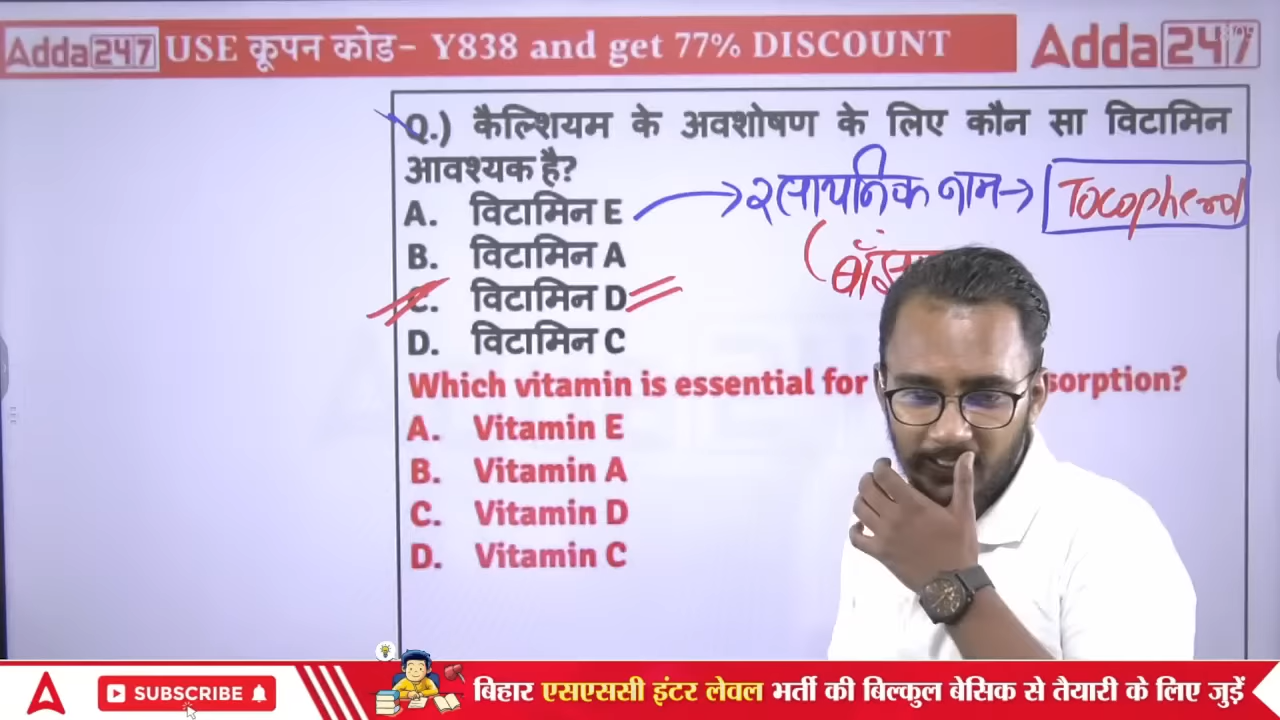 Adda247 USE कूपन कोड- Y838 and get 77% DISCOUNT Adda247
Q.) कैल्शियम के अवशोषण के लिए कौन सा विटामिन
आवश्यक है?
A. विटामिन E → रसायनिक नाम → Tocopherol
B. विटामिन A
C. विटामिन D
D. विटामिन C
Which vitamin is essential for sorption?
A. Vitamin E
B. Vitamin A
C. Vitamin D
D. Vitamin C
SUBSCRIBE
बिहार एसएससी इंटर लेवल भर्ती की बिल्कुल बेसिक से तैयारी के लिए जुड़ें